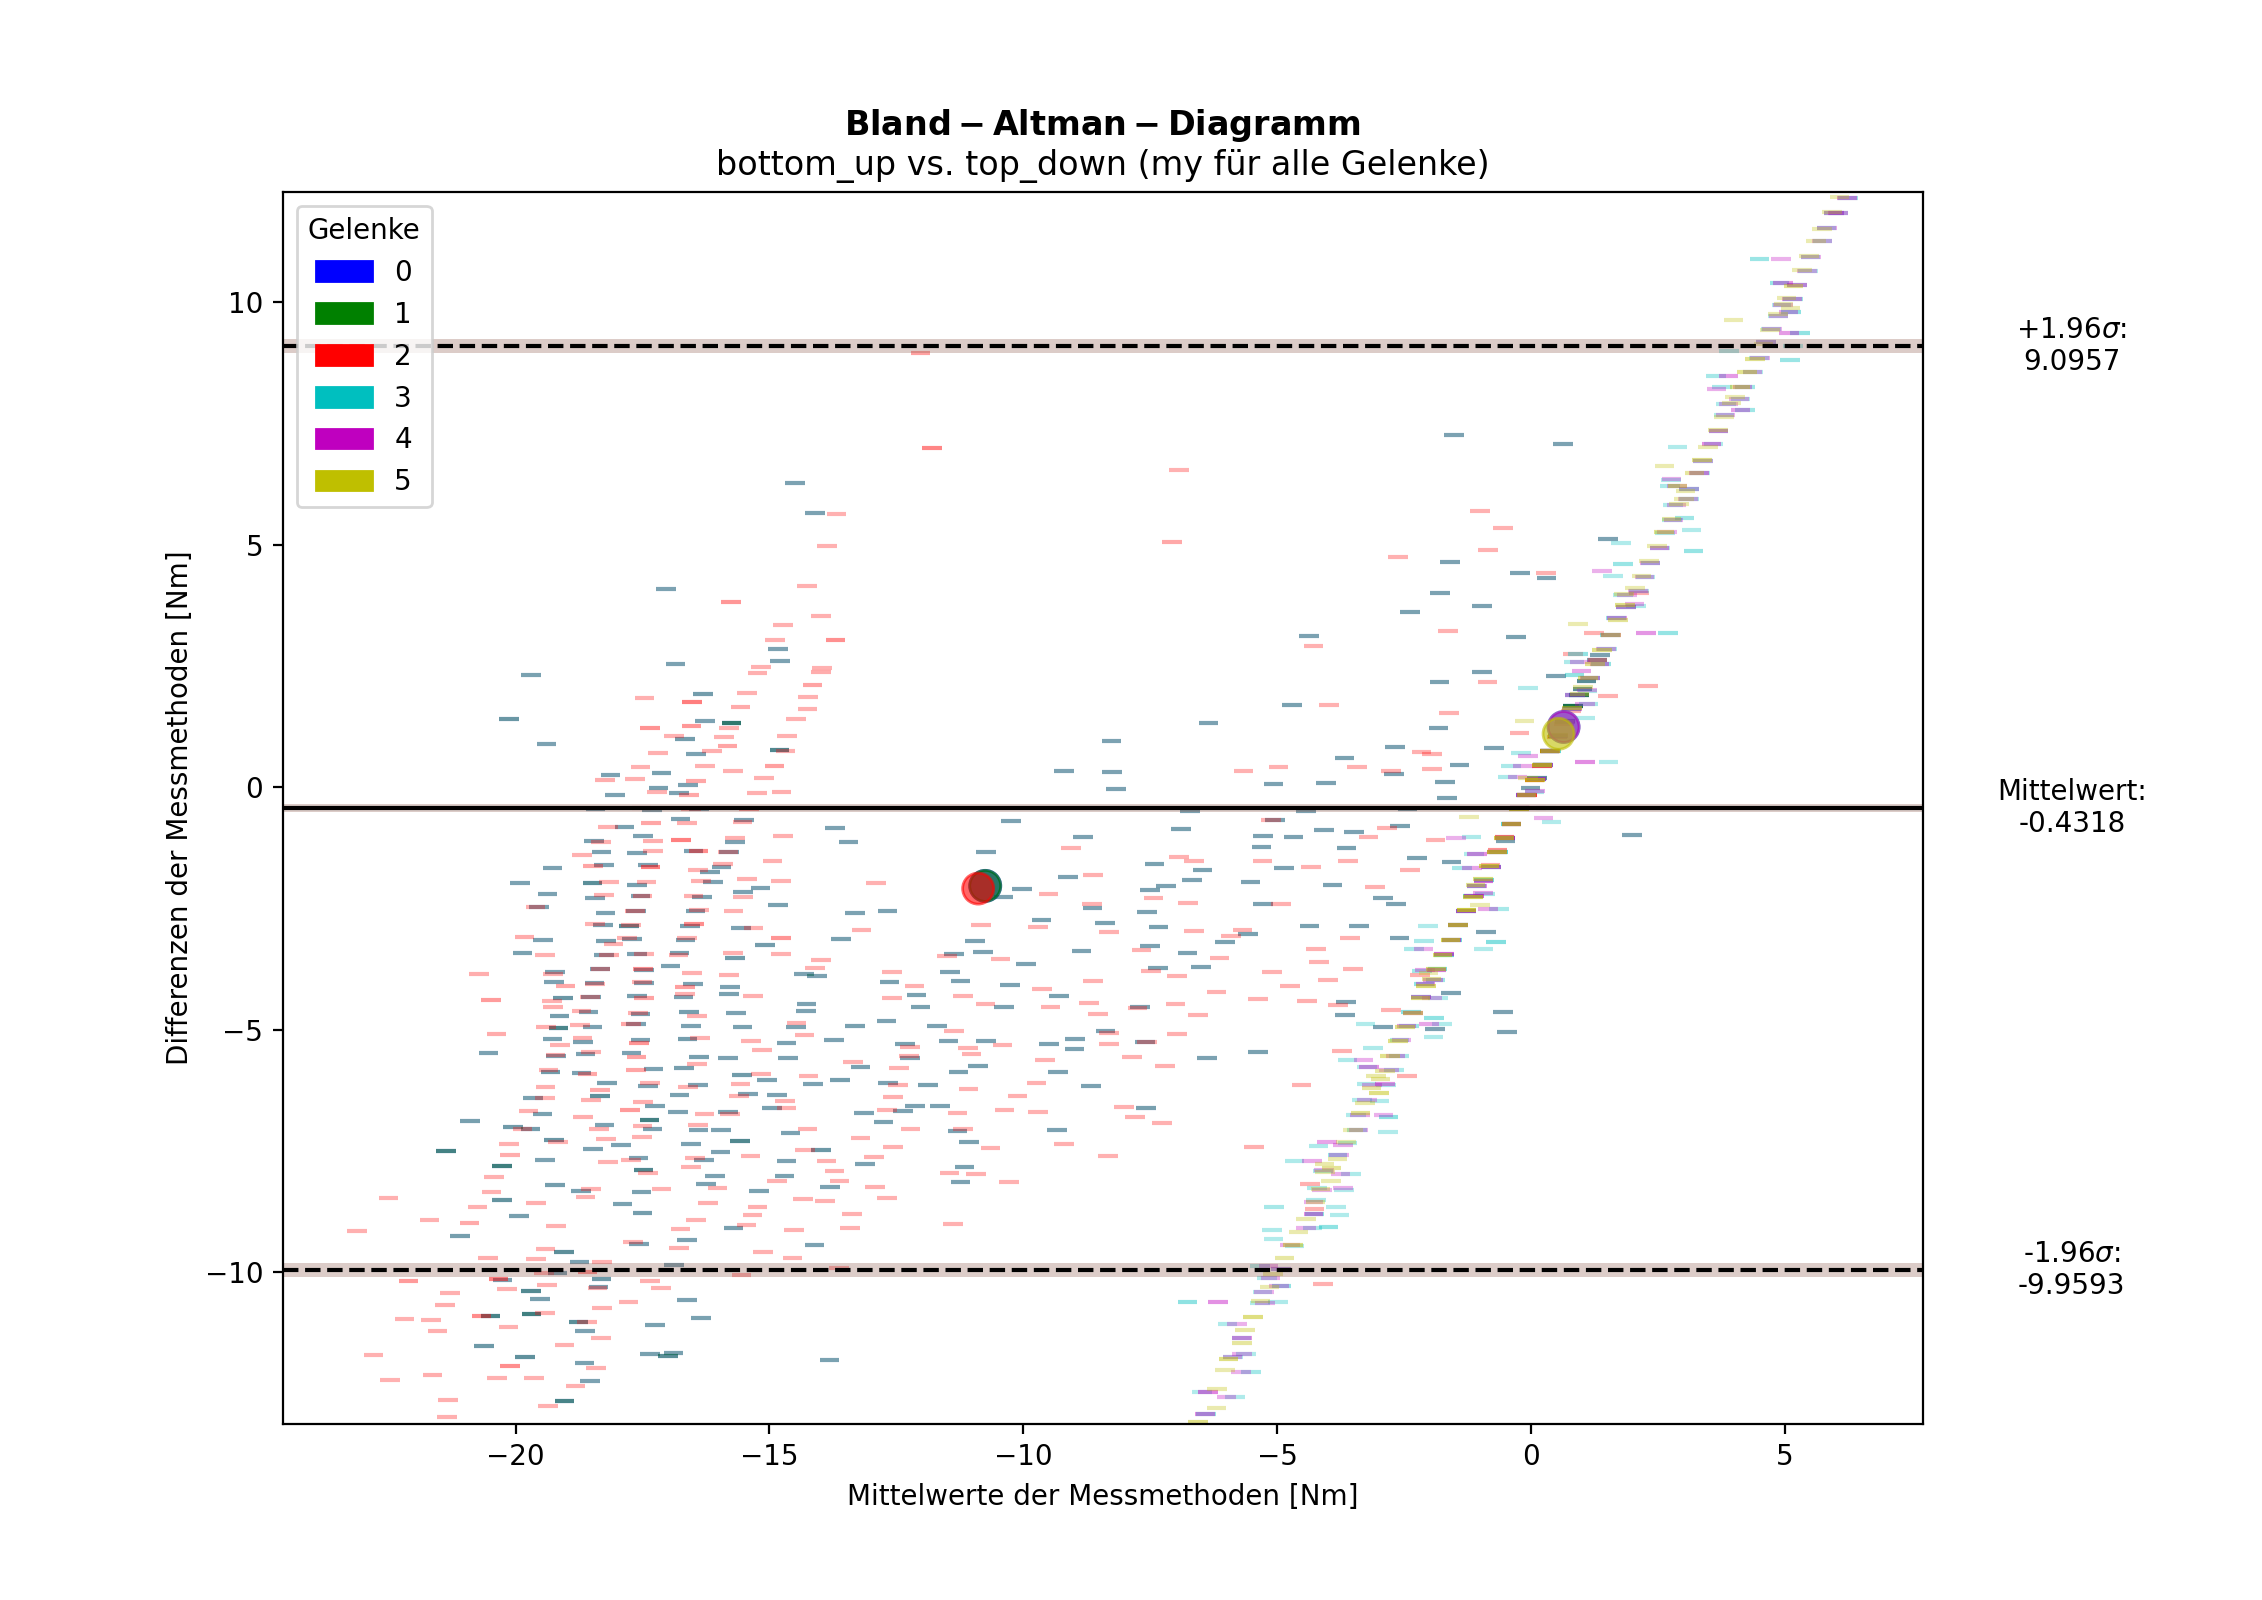 Bland−Altman−Diagramm
bottom_up vs. top_down (my für alle Gelenke)
Gelenke
0
1
2
3
4
5
Differenzen der Messmethoden [Nm]
10
5
0
−5
−10
+1.96σ:
9.0957
Mittelwert:
-0.4318
-1.96σ:
-9.9593
−20
−15
−10
−5
0
5
Mittelwerte der Messmethoden [Nm]